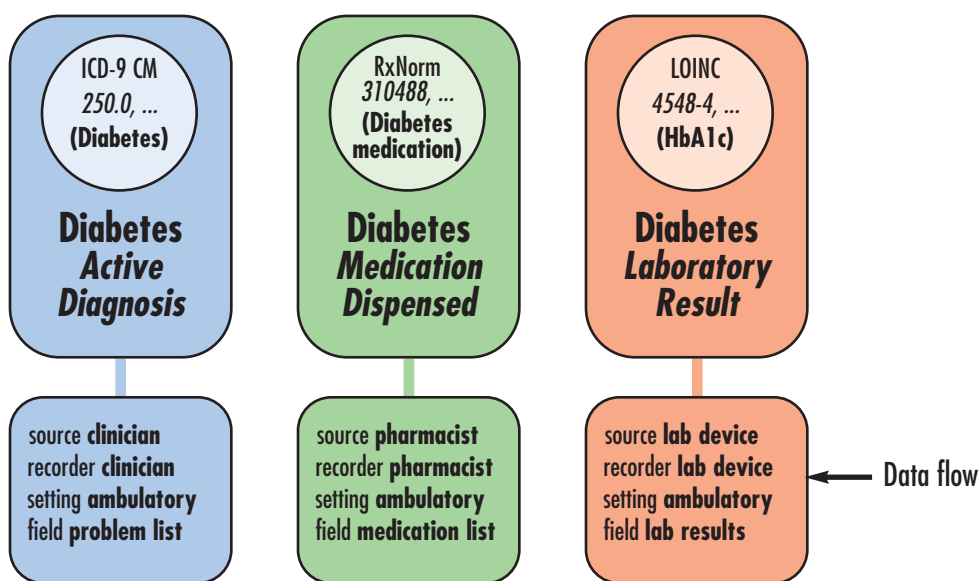 ICD-9 CM
250.0, ...
(Diabetes)
Diabetes
Active
Diagnosis
source clinician
recorder clinician
setting ambulatory
field problem list
RxNorm
310488, ...
(Diabetes
medication)
Diabetes
Medication
Dispensed
source pharmacist
recorder pharmacist
setting ambulatory
field medication list
LOINC
4548-4, ...
(HbA1c)
Diabetes
Laboratory
Result
source lab device
recorder lab device
setting ambulatory
field lab results
Data flow